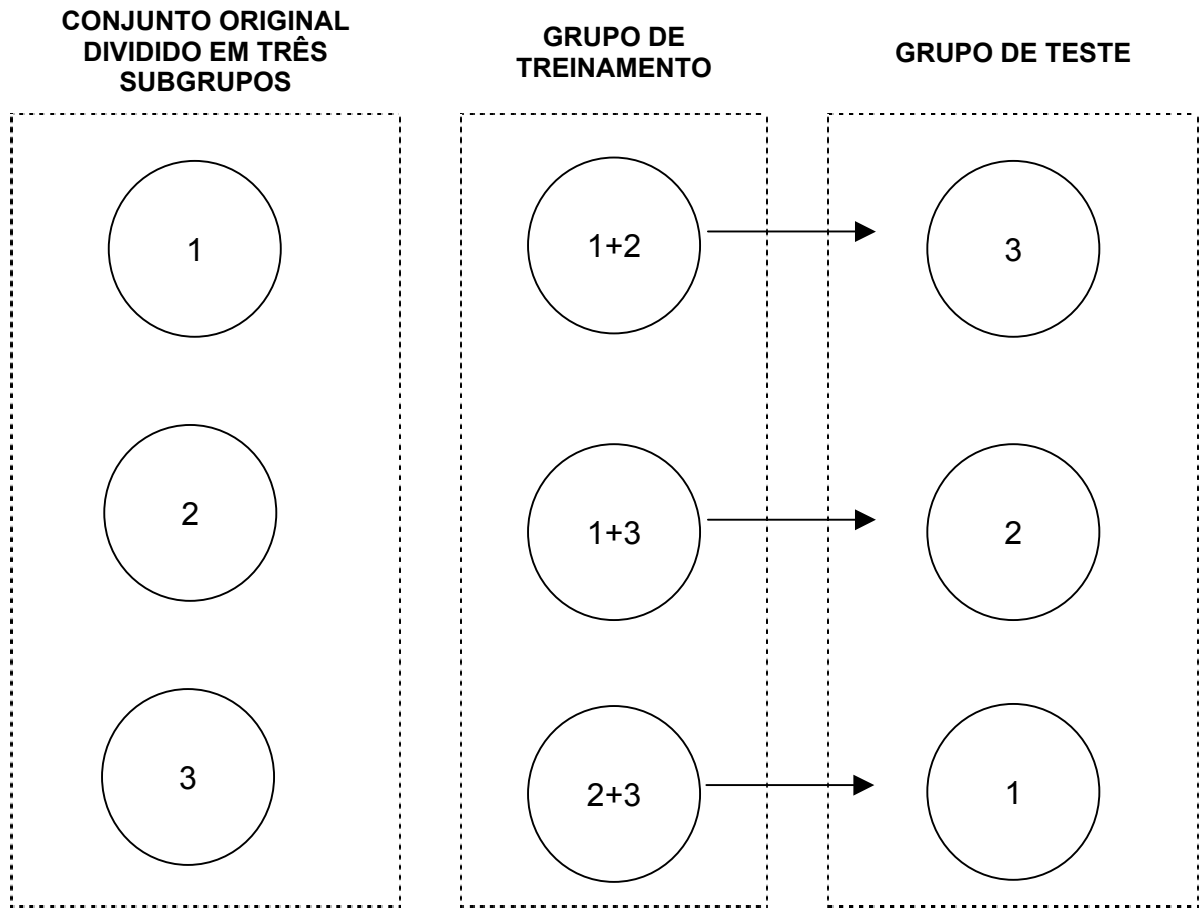 CONJUNTO ORIGINAL
DIVIDIDO EM TRÊS
SUBGRUPOS
GRUPO DE
TREINAMENTO
GRUPO DE TESTE
1
1+2
3
2
1+3
2
3
2+3
1